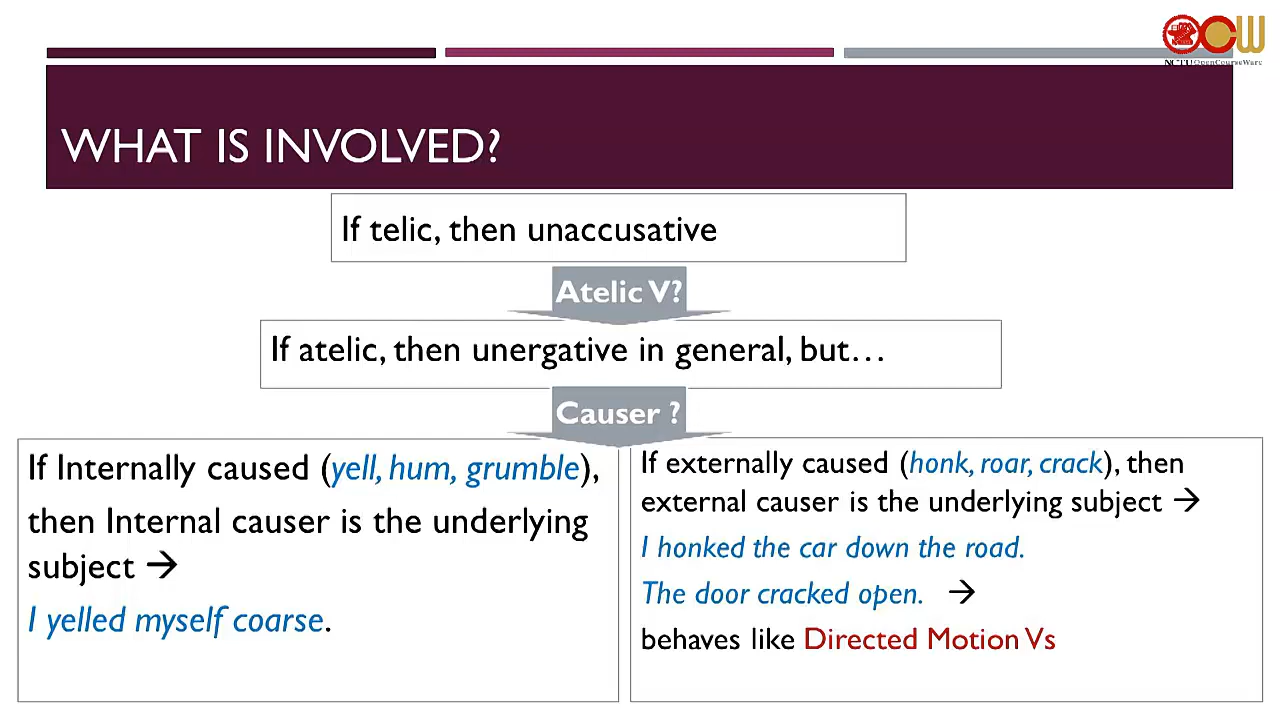 OCW
NCTU OpenCourseWare
WHAT IS INVOLVED?
If telic, then unaccusative
Atelic V?
If atelic, then unergative in general, but…
Causer ?
If Internally caused (yell, hum, grumble),
then Internal causer is the underlying
subject →
I yelled myself coarse.
If externally caused (honk, roar, crack), then
external causer is the underlying subject →
I honked the car down the road.
The door cracked open. →
behaves like Directed Motion Vs